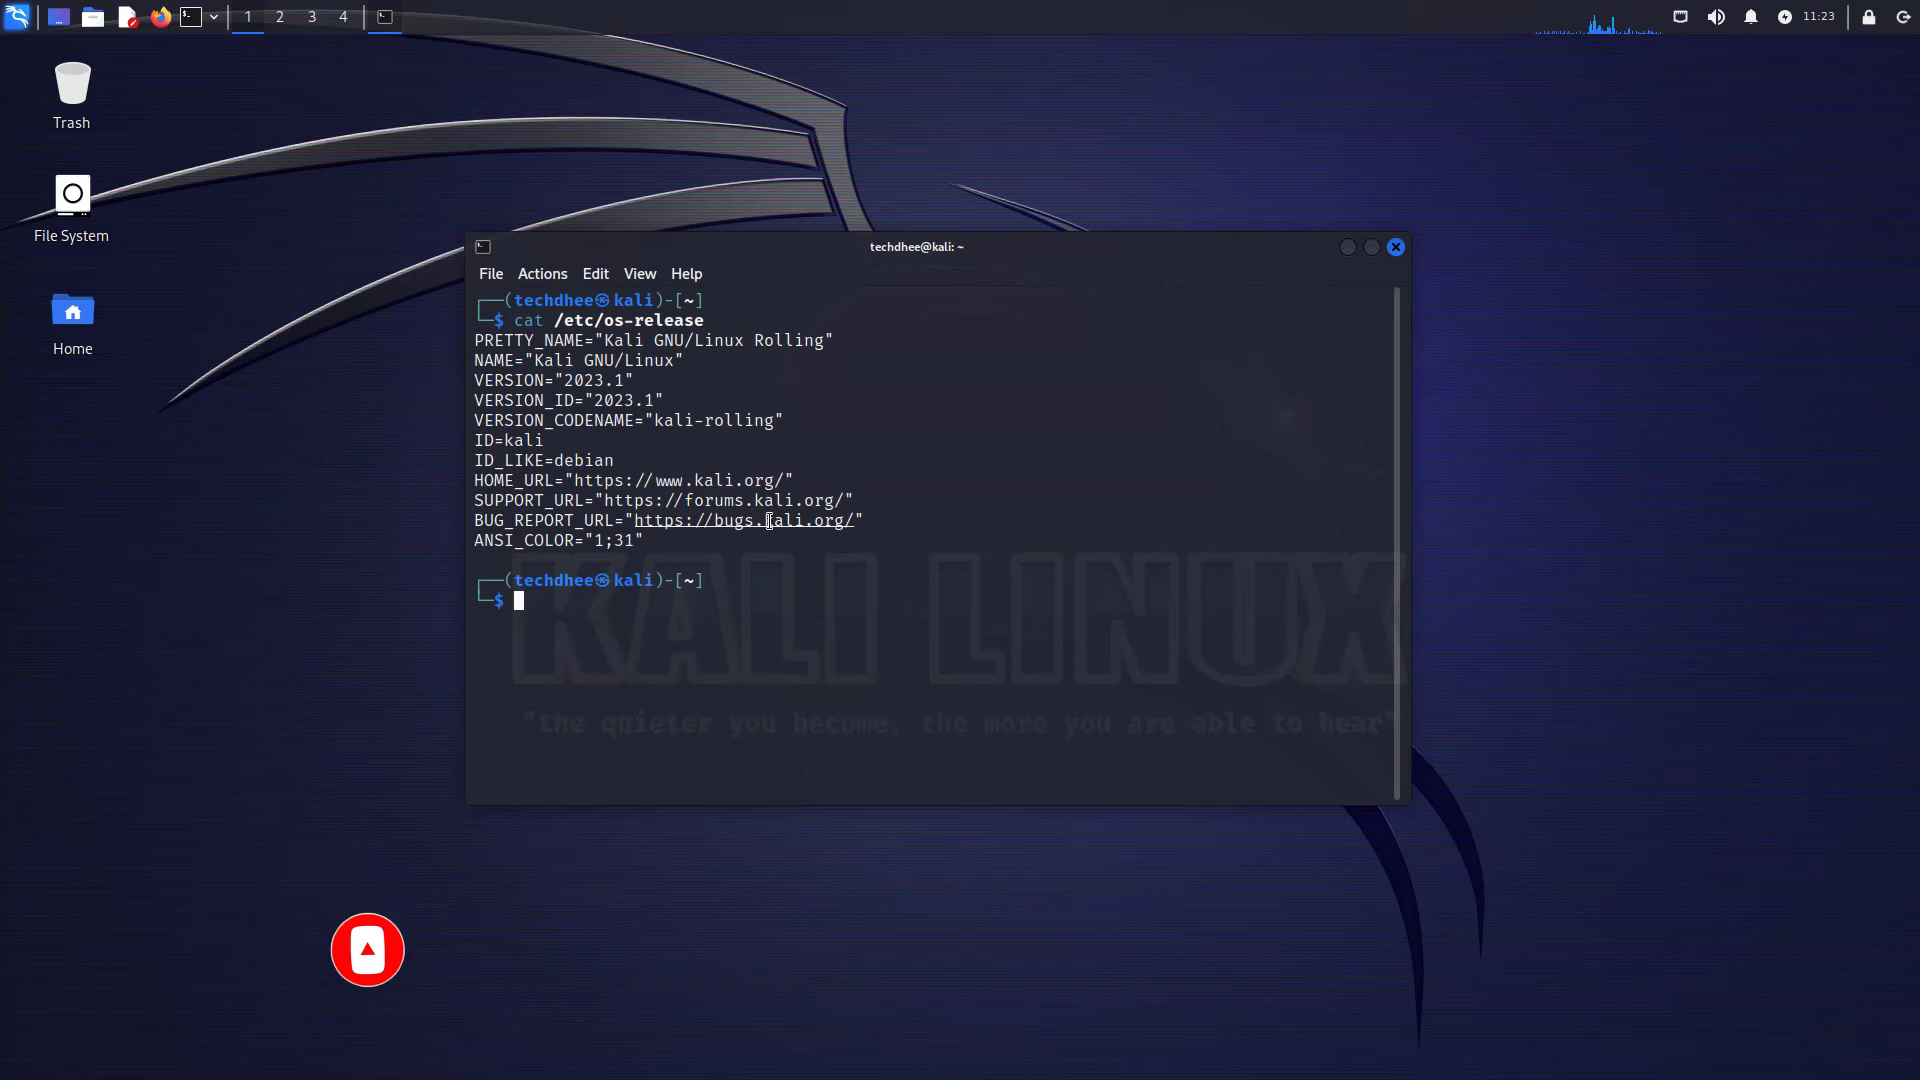 1 2 3 4
11:23
Trash
File System
Home
techdhee@kali: ~
File Actions Edit View Help
┌──(techdhee㉿kali)-[~]
└─$ cat /etc/os-release
PRETTY_NAME="Kali GNU/Linux Rolling"
NAME="Kali GNU/Linux"
VERSION="2023.1"
VERSION_ID="2023.1"
VERSION_CODENAME="kali-rolling"
ID=kali
ID_LIKE=debian
HOME_URL="https://www.kali.org/"
SUPPORT_URL="https://forums.kali.org/"
BUG_REPORT_URL="https://bugs.kali.org/"
ANSI_COLOR="1;31"
┌──(techdhee㉿kali)-[~]
└─$
KALI LINUX
"the quieter you become, the more you are able to hear"